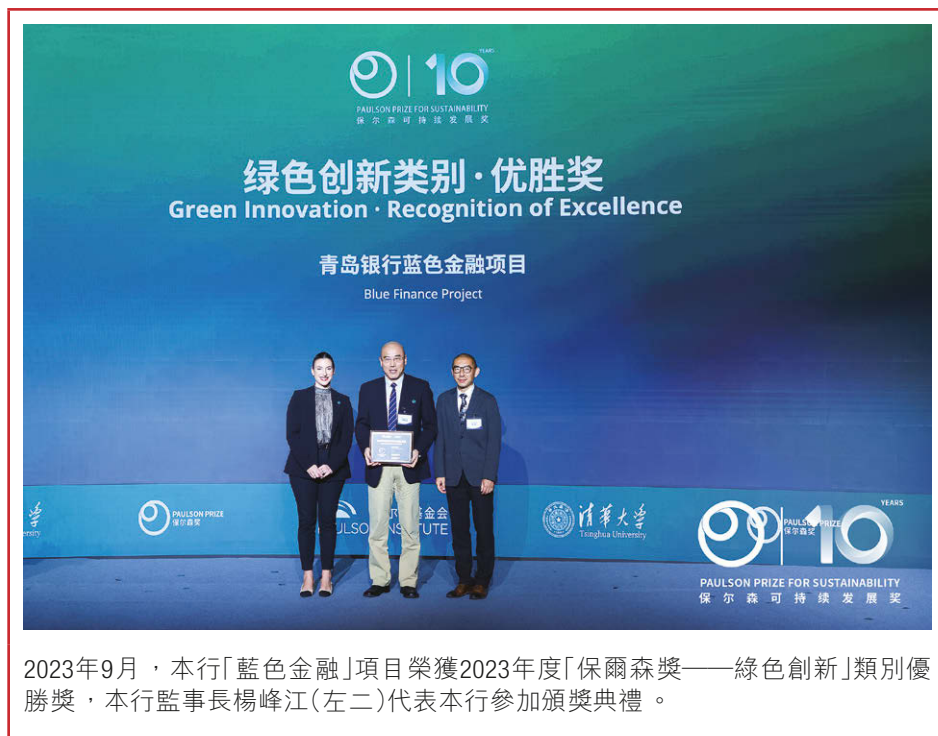 10 YEARS
PAULSON PRIZE FOR SUSTAINABILITY
保尔森可持续发展奖
绿色创新类别·优胜奖
Green Innovation · Recognition of Excellence
青岛银行蓝色金融项目
Blue Finance Project
PAULSON PRIZE
保尔森奖
INSTITUTE
清華大学
Tsinghua University
PAULSON PRIZE
保尔森奖
10 YEARS
PAULSON PRIZE FOR SUSTAINABILITY
保尔森可持续发展奖
2023年9月，本行「藍色金融」項目榮獲2023年度「保爾森獎——綠色創新」類別優
勝獎，本行監事長楊峰江(左二)代表本行參加頒獎典禮。